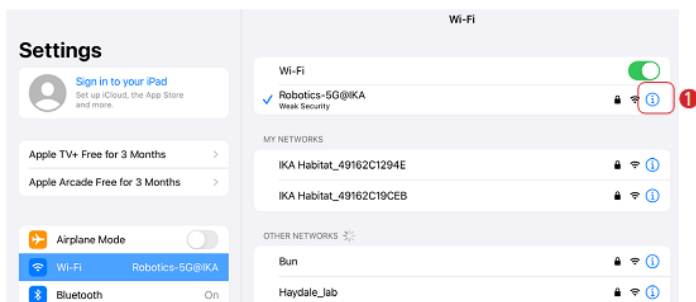 Wi-Fi
Settings
Sign in to your iPad
Set up iCloud, the App Store
and more.
Apple TV+ Free for 3 Months
Apple Arcade Free for 3 Months
Airplane Mode
Wi-Fi Robotics-5G@IKA
Bluetooth On
Wi-Fi
Robotics-5G@IKA
Weak Security
1
MY NETWORKS
IKA Habitat_49162C1294E
IKA Habitat_49162C19CEB
OTHER NETWORKS
Bun
Haydale_lab